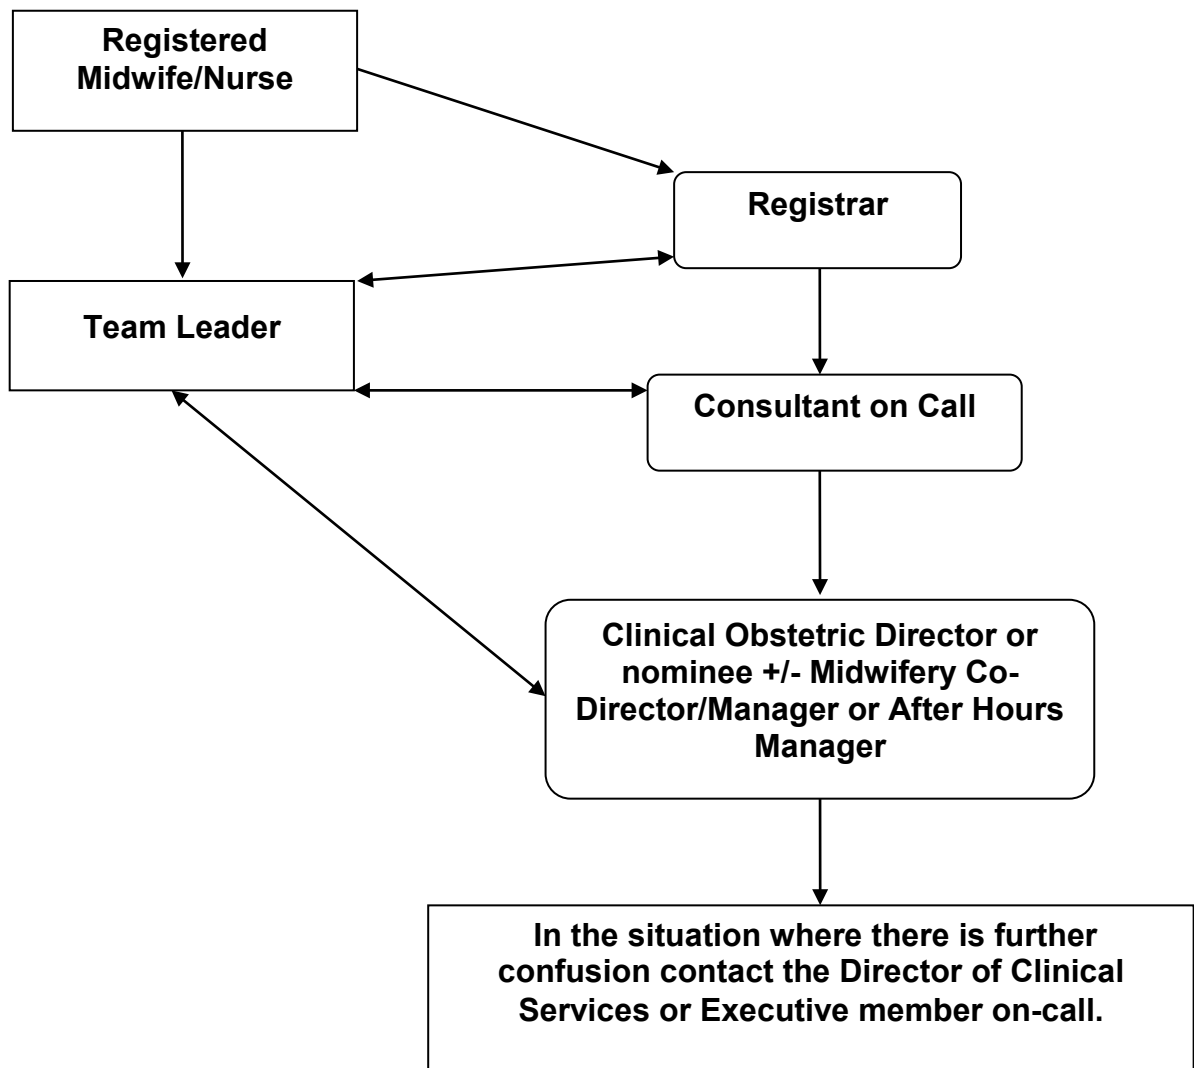 Registered
Midwife/Nurse
Registrar
Team Leader
Consultant on Call
Clinical Obstetric Director or
nominee +/- Midwifery Co-
Director/Manager or After Hours
Manager
In the situation where there is further
confusion contact the Director of Clinical
Services or Executive member on-call.